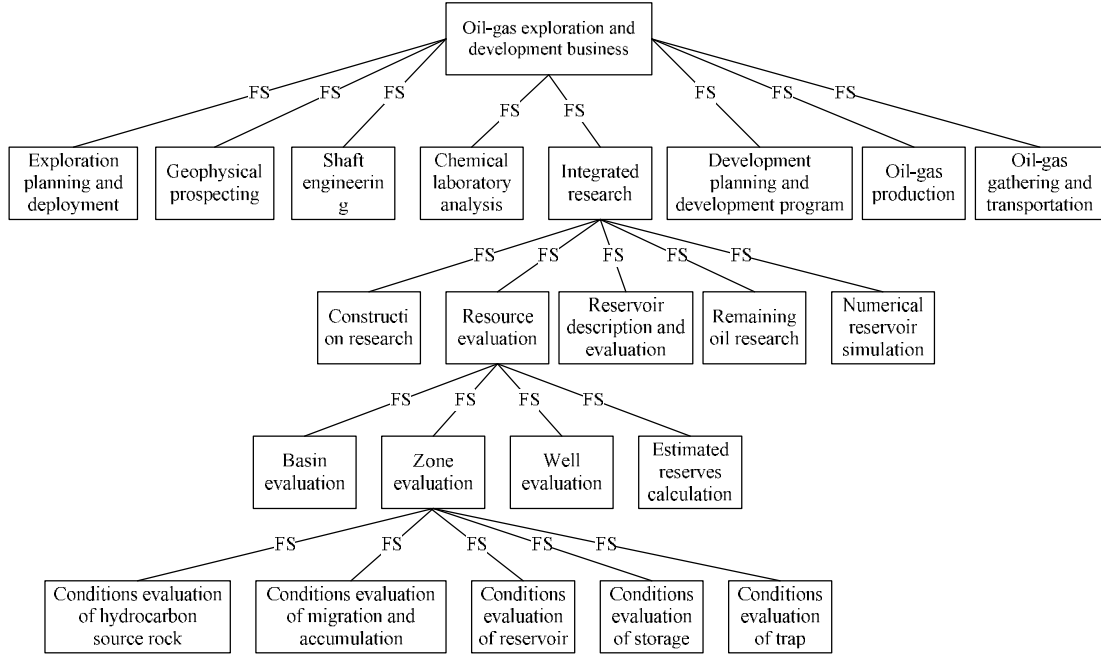 Oil-gas exploration and
development business
FS
FS
FS
FS
FS
FS
FS
FS
Exploration
planning and
deployment
Geophysical
prospecting
Shaft
engineerin
g
Chemical
laboratory
analysis
Integrated
research
Development
planning and
development program
Oil-gas
production
Oil-gas
gathering and
transportation
FS
FS
FS
FS
FS
Constructi
on research
Resource
evaluation
Reservoir
description and
evaluation
Remaining
oil research
Numerical
reservoir
simulation
FS
FS
FS
FS
Basin
evaluation
Zone
evaluation
Well
evaluation
Estimated
reserves
calculation
FS
FS
FS
FS
FS
Conditions evaluation
of hydrocarbon
source rock
Conditions evaluation
of migration and
accumulation
Conditions
evaluation
of reservoir
Conditions
evaluation
of storage
Conditions
evaluation
of trap